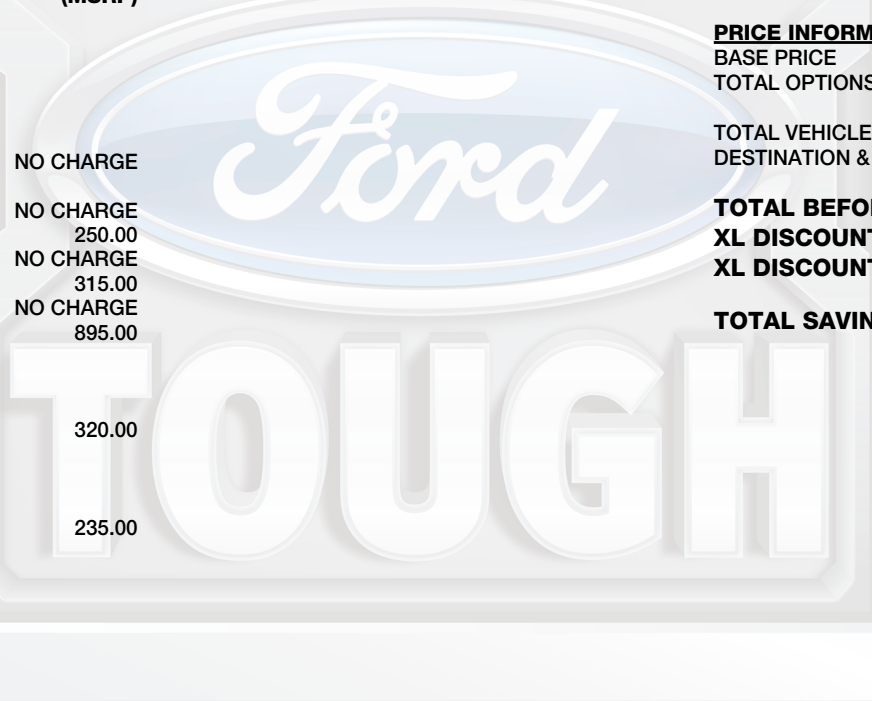 (MSRP)
NO CHARGE
NO CHARGE
250.00
NO CHARGE
315.00
NO CHARGE
895.00
320.00
235.00
PRICE INFORM
BASE PRICE
TOTAL OPTIONS
TOTAL VEHICLE
DESTINATION &
TOTAL BEFO
XL DISCOUNT
XL DISCOUNT
TOTAL SAVIN
Ford
TOUGH